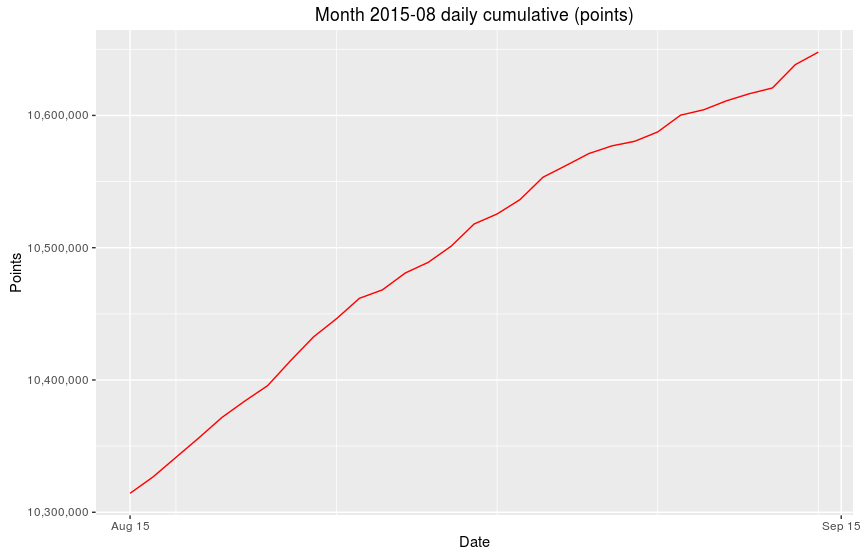 Month 2015-08 daily cumulative (points)
Points
10,600,000
10,500,000
10,400,000
10,300,000
Aug 15
Sep 15
Date